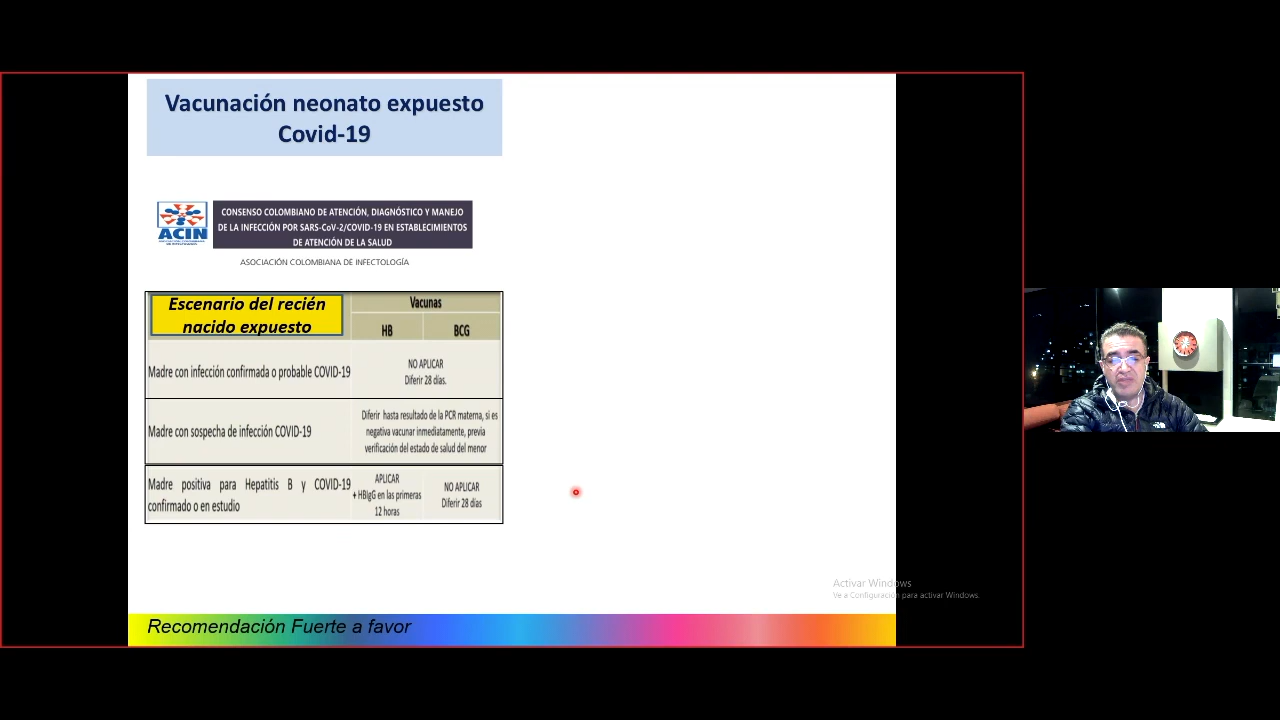 Vacunación neonato expuesto
Covid-19
ACIN
CONSENSO COLOMBIANO DE ATENCIÓN, DIAGNÓSTICO Y MANEJO
DE LA INFECCIÓN POR SARS-CoV-2/COVID-19 EN ESTABLECIMIENTOS
DE ATENCIÓN DE LA SALUD
ASOCIACIÓN COLOMBIANA DE INFECTOLOGÍA
Escenario del recién
nacido expuesto
Vacunas
HB
BCG
Madre con infección confirmada o probable COVID-19
NO APLICAR
Diferir 28 días.
Madre con sospecha de infección COVID-19
Diferir hasta resultado de la PCR materna, si es
negativa vacunar inmediatamente, previa
verificación del estado de salud del menor
Madre positiva para Hepatitis B y COVID-19
confirmado o en estudio
APLICAR
+ HBIgG en las primeras
12 horas
NO APLICAR
Diferir 28 días
Activar Windows
Ve a Configuración para activar Windows.
Recomendación Fuerte a favor